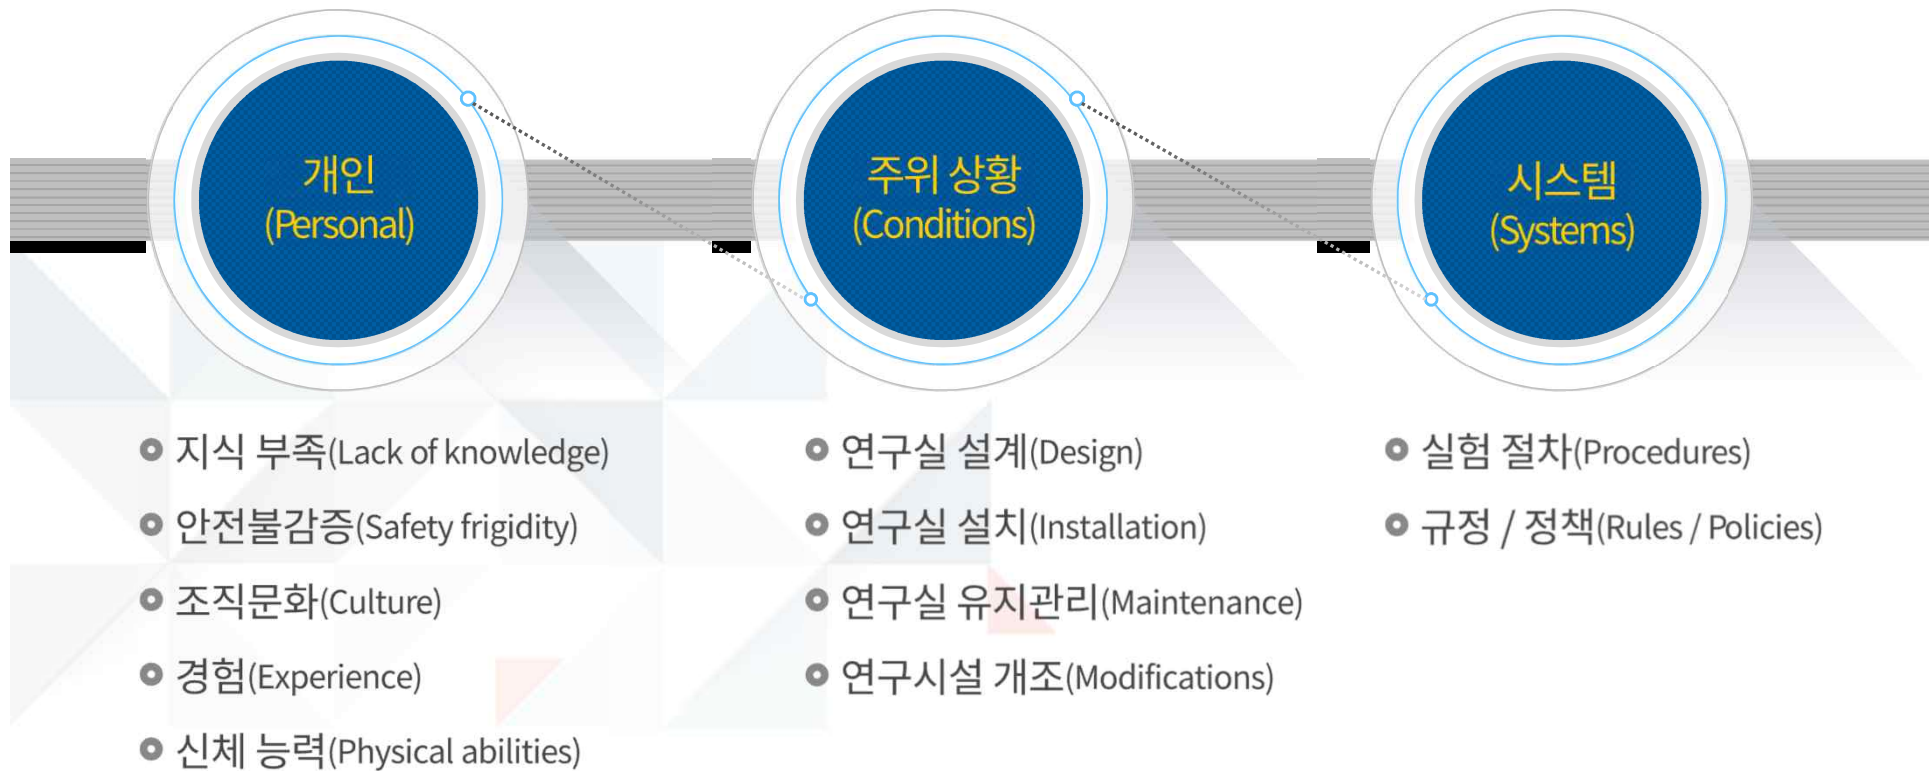 개인
(Personal)
주위 상황
(Conditions)
시스템
(Systems)
지식 부족(Lack of knowledge)
안전불감증(Safety frigidity)
조직문화(Culture)
경험(Experience)
신체 능력(Physical abilities)
연구실 설계(Design)
연구실 설치(Installation)
연구실 유지관리(Maintenance)
연구시설 개조(Modifications)
실험 절차(Procedures)
규정 / 정책(Rules / Policies)